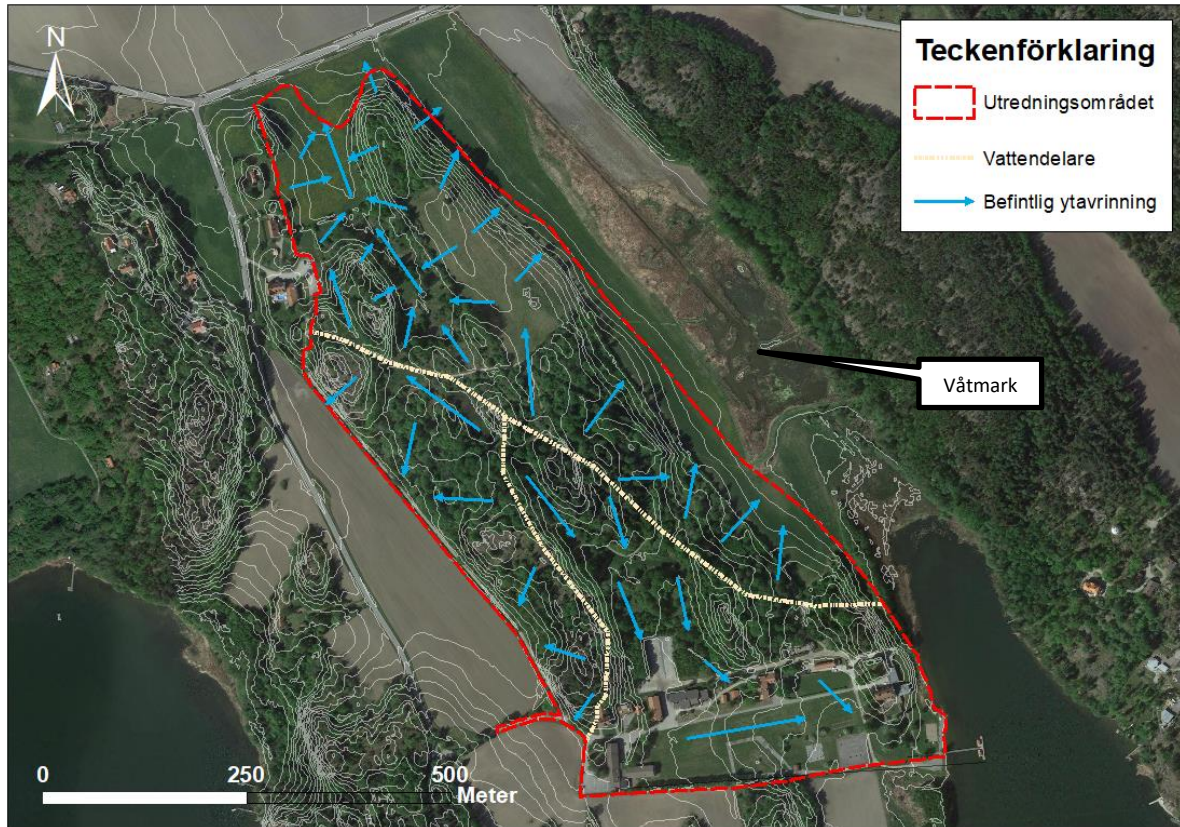 N
Teckenförklaring
Utredningsområdet
Vattendelare
Befintlig ytavrinning
Våtmark
0 250 500
Meter